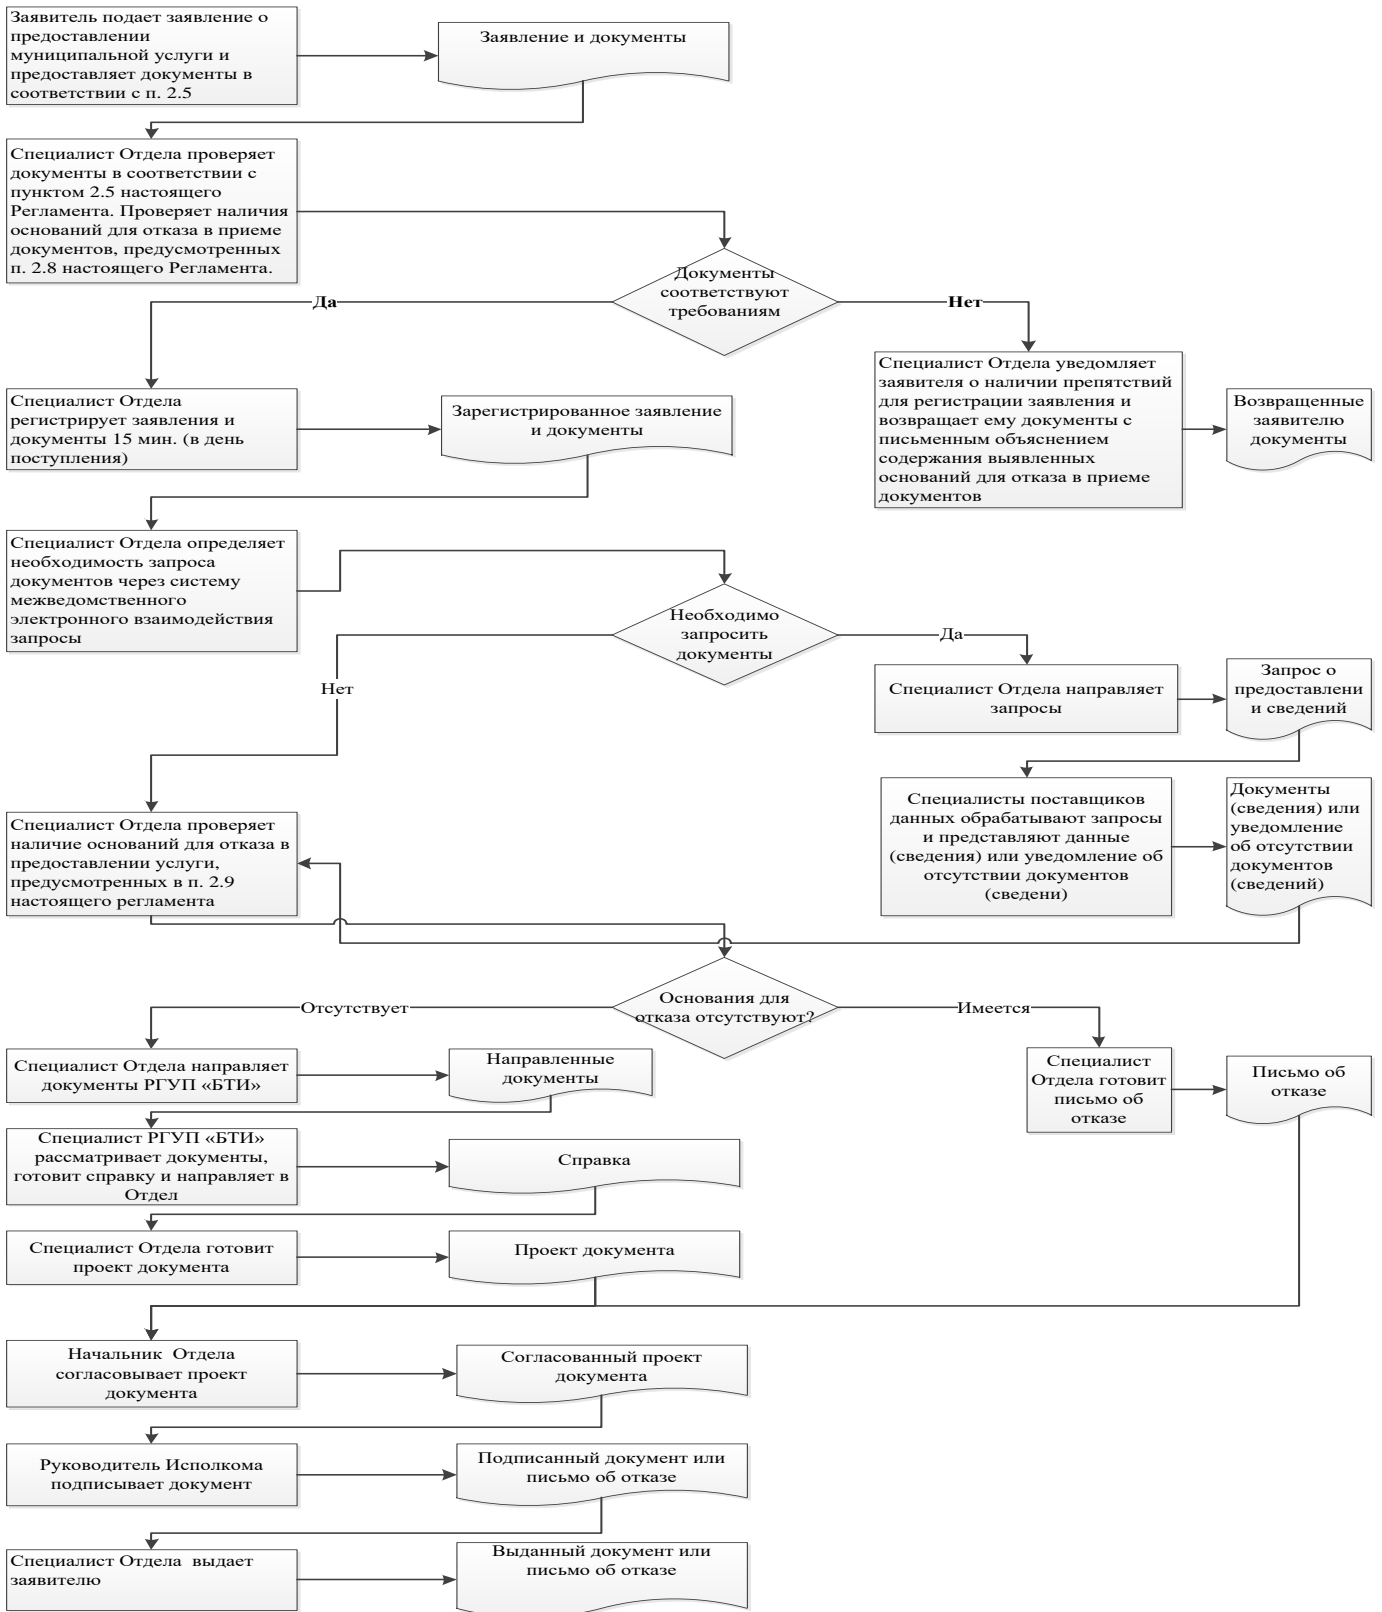 Заявитель подает заявление о
предоставлении
муниципальной услуги и
предоставляет документы в
соответствии с п. 2.5
Заявление и документы
Специалист Отдела проверяет
документы в соответствии с
пунктом 2.5 настоящего
Регламента. Проверяет наличия
оснований для отказа в приеме
документов, предусмотренных
п. 2.8 настоящего Регламента.
Документы
соответствуют
требованиям
Да
Нет
Специалист Отдела
регистрирует заявления и
документы 15 мин. (в день
поступления)
Зарегистрированное заявление
и документы
Специалист Отдела уведомляет
заявителя о наличии препятствий
для регистрации заявления и
возвращает ему документы с
письменным объяснением
содержания выявленных
оснований для отказа в приеме
документов
Возвращенные
заявителю
документы
Специалист Отдела определяет
необходимость запроса
документов через систему
межведомственного
электронного взаимодействия
запросы
Необходимо
запросить
документы
Да
Нет
Специалист Отдела направляет
запросы
Запрос о
предоставлени
и сведений
Специалисты поставщиков
данных обрабатывают запросы
и представляют данные
(сведения) или уведомление об
отсутствии документов
(сведени)
Документы
(сведения) или
уведомление
об отсутствии
документов
(сведений)
Специалист Отдела проверяет
наличие оснований для отказа в
предоставлении услуги,
предусмотренных в п. 2.9
настоящего регламента
Основания для
отказа отсутствуют?
Отсутствует
Имеется
Специалист Отдела направляет
документы РГУП «БТИ»
Направленные
документы
Специалист
Отдела готовит
письмо об
отказе
Письмо об
отказе
Специалист РГУП «БТИ»
рассматривает документы,
готовит справку и направляет в
Отдел
Справка
Специалист Отдела готовит
проект документа
Проект документа
Начальник  Отдела
согласовывает проект
документа
Согласованный проект
документа
Руководитель Исполкома
подписывает документ
Подписанный документ или
письмо об отказе
Специалист Отдела  выдает
заявителю
Выданный документ или
письмо об отказе